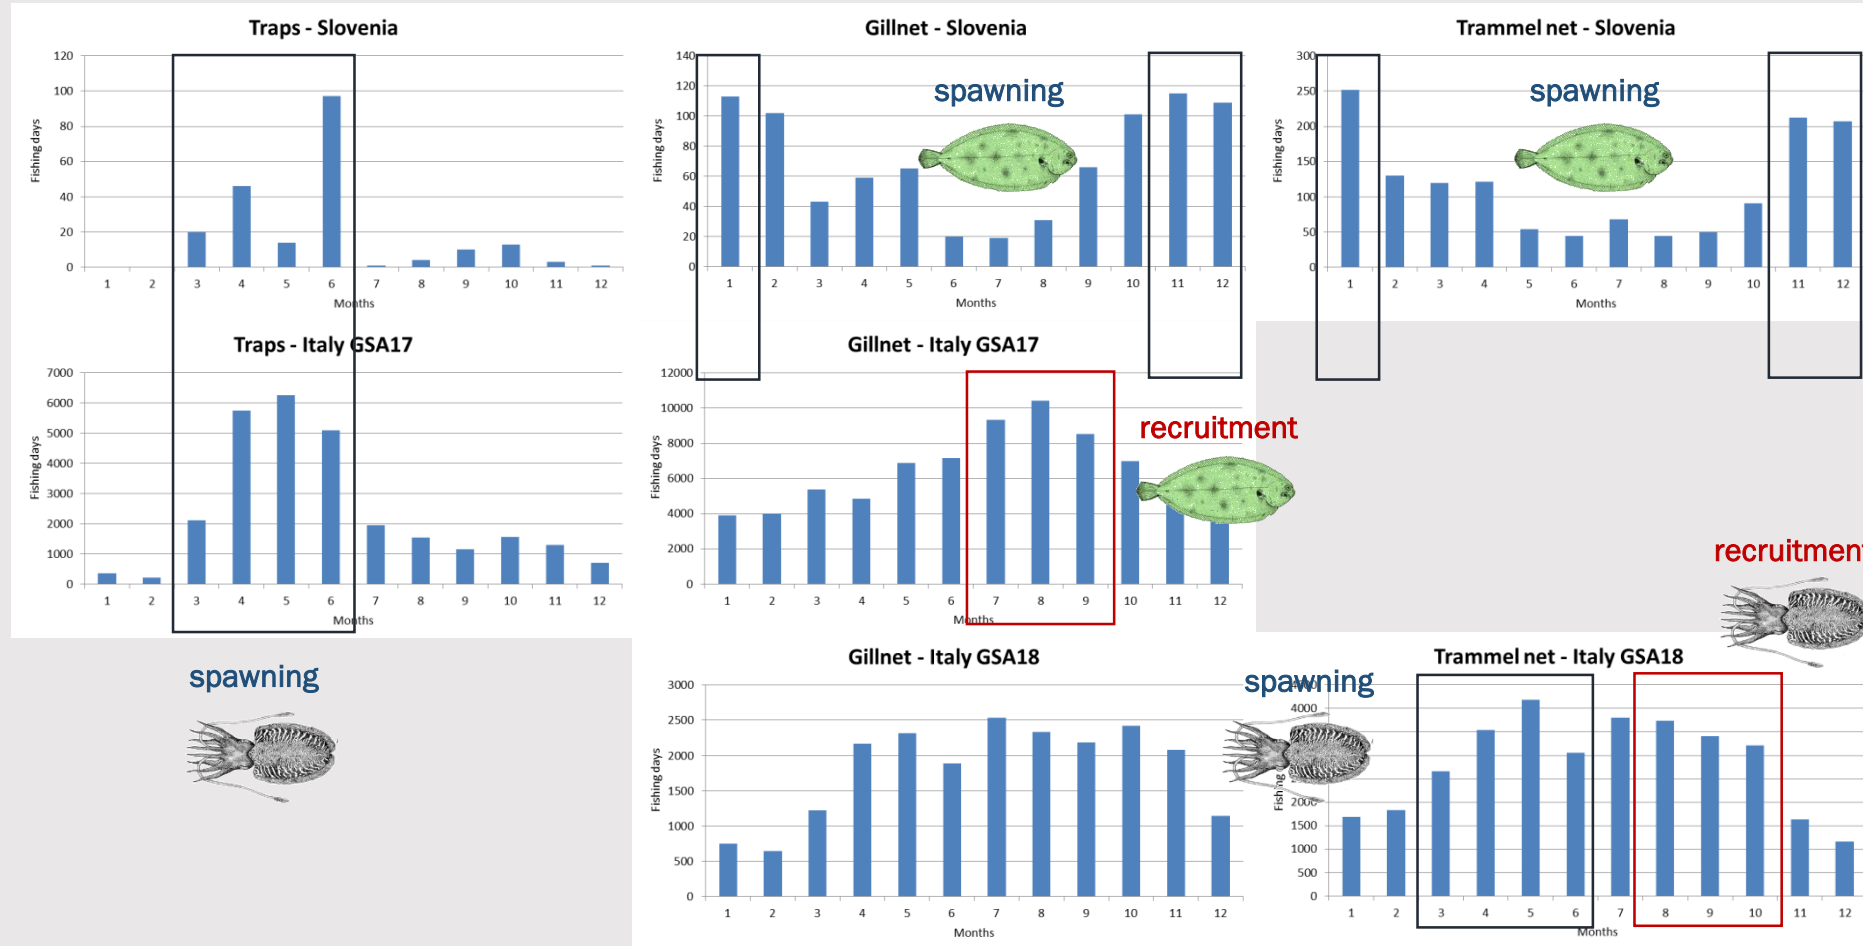 Traps - Slovenia
120
100
80
60
40
20
0
Fishing days
1 2 3 4 5 6 7 8 9 10 11 12
Months
Gillnet - Slovenia
spawning
140
120
100
80
60
40
20
0
Fishing days
1 2 3 4 5 6 7 8 9 10 11 12
Months
Trammel net - Slovenia
spawning
300
250
200
150
100
50
0
Fishing days
1 2 3 4 5 6 7 8 9 10 11 12
Months
Traps - Italy GSA17
7000
6000
5000
4000
3000
2000
1000
0
Fishing days
1 2 3 4 5 6 7 8 9 10 11 12
Months
Gillnet - Italy GSA17
recruitment
12000
10000
8000
6000
4000
2000
0
Fishing days
1 2 3 4 5 6 7 8 9 10 11 12
Months
recruitment
spawning
Gillnet - Italy GSA18
3000
2500
2000
1500
1000
500
0
Fishing days
1 2 3 4 5 6 7 8 9 10 11 12
Months
Trammel net - Italy GSA18
spawning
4000
2000
1500
1000
500
0
1 2 3 4 5 6 7 8 9 10 11 12
Months